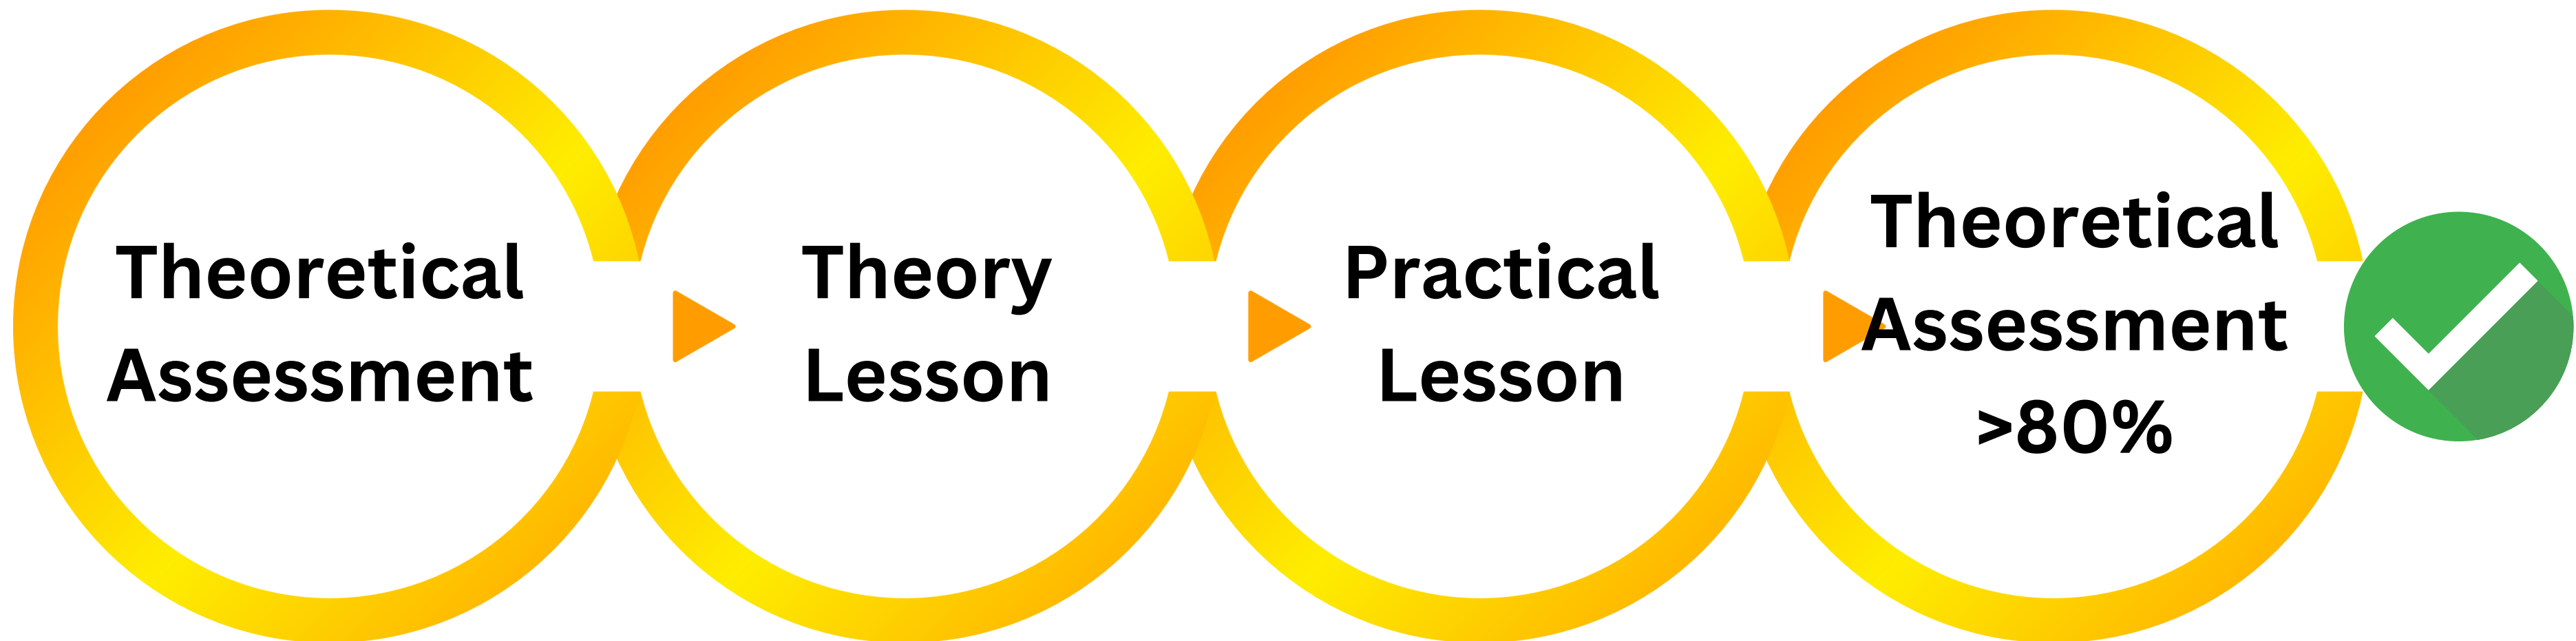 Theoretical
Assessment
Theory
Lesson
Practical
Lesson
Theoretical
Assessment
>80%